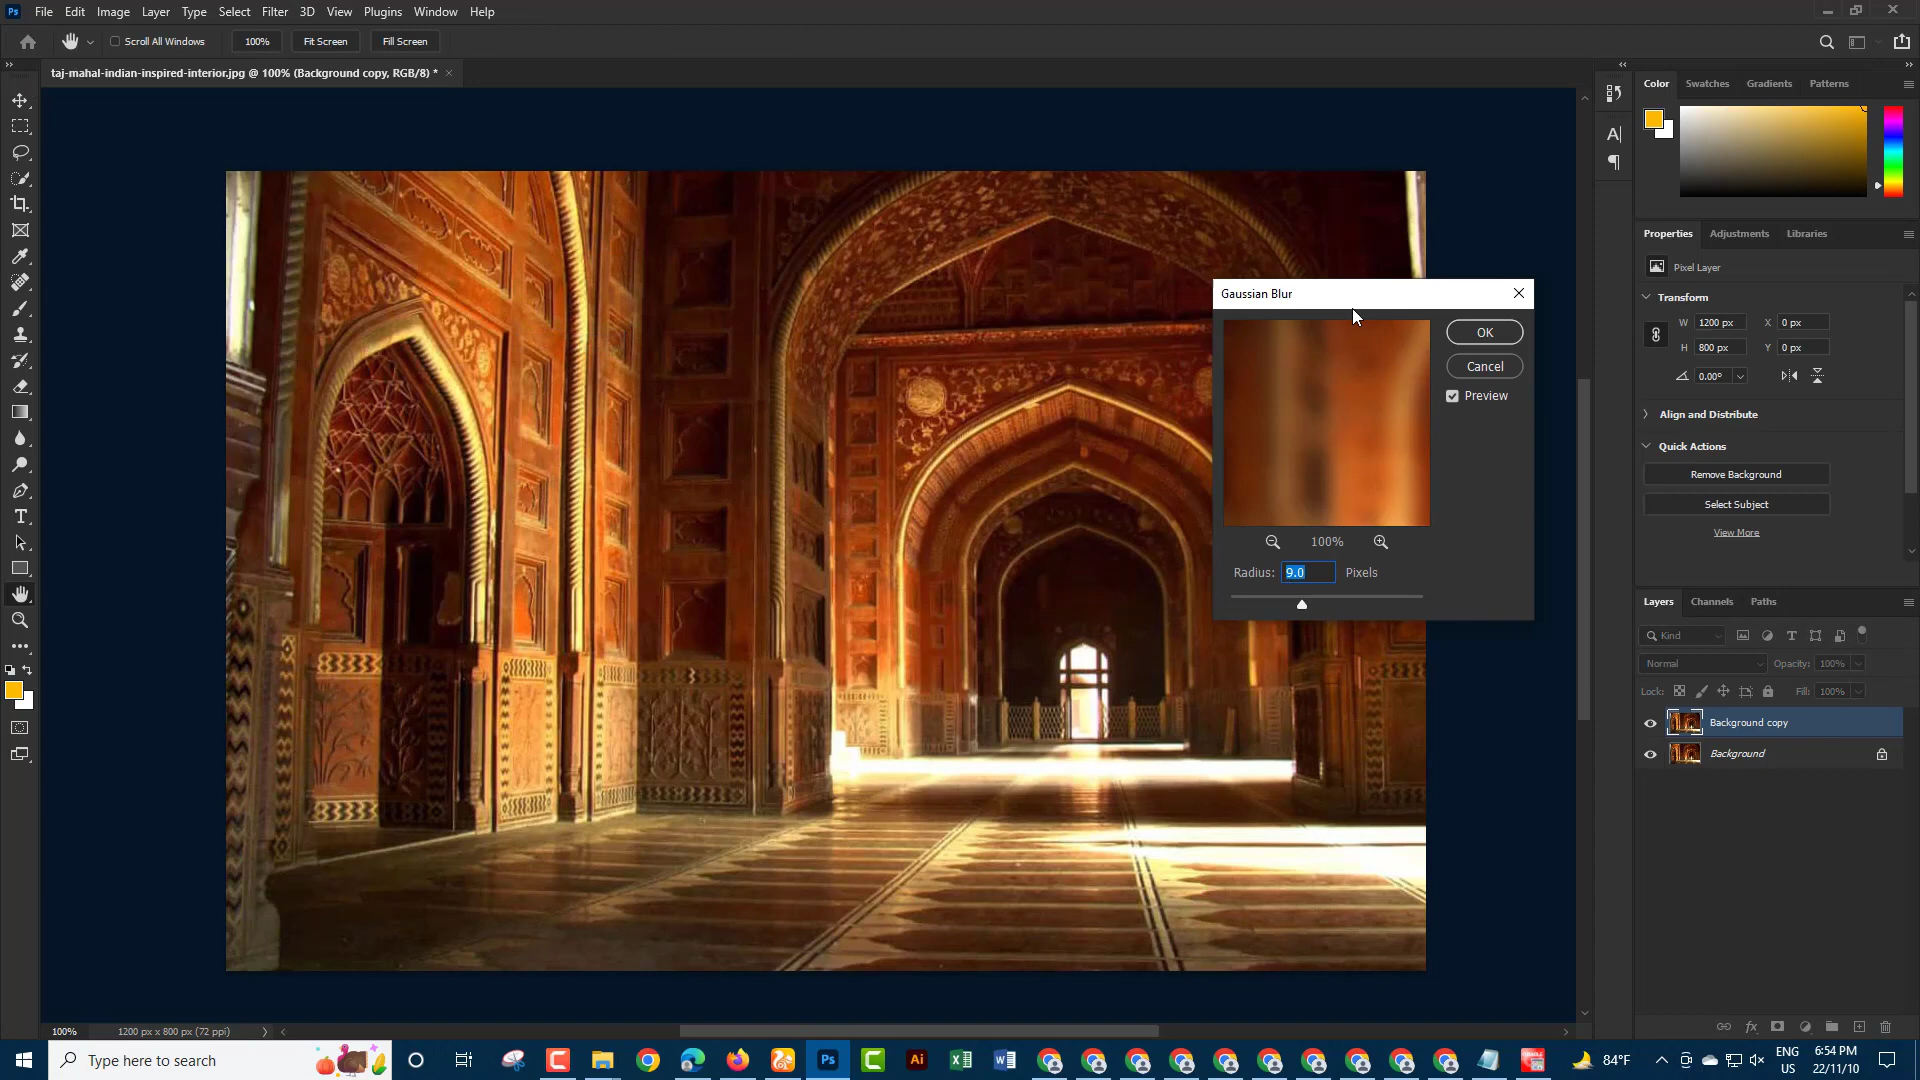 Ps File Edit Image Layer Type Select Filter 3D View Plugins Window Help
Scroll All Windows 100% Fit Screen Fill Screen
taj-mahal-indian-inspired-interior.jpg @ 100% (Background copy, RGB/8) * ×
Color Swatches Gradients Patterns
Properties Adjustments Libraries
Pixel Layer
Transform
W 1200 px X 0 px
H 800 px Y 0 px
0.00°
Align and Distribute
Quick Actions
Remove Background
Select Subject
View More
Gaussian Blur
OK
Cancel
Preview
100%
Radius: 9.0 Pixels
Layers Channels Paths
Kind
Normal Opacity: 100%
Lock: Fill: 100%
Background copy
Background
100% 1200 px x 800 px (72 ppi)
Type here to search
Ps
Ai
84°F
ENG
US
6:54 PM
22/11/10